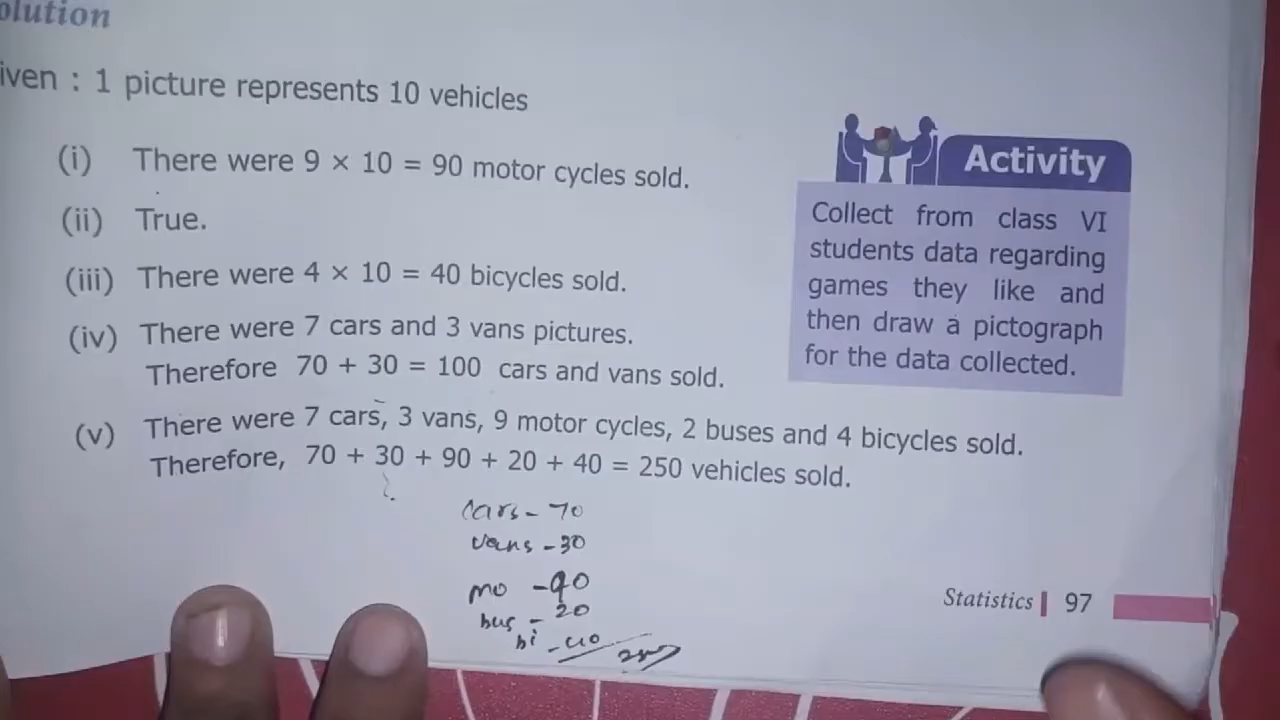 olution
iven : 1 picture represents 10 vehicles
(i) There were 9 × 10 = 90 motor cycles sold.
(ii) True.
(iii) There were 4 × 10 = 40 bicycles sold.
(iv) There were 7 cars and 3 vans pictures.
Therefore 70 + 30 = 100 cars and vans sold.
(v) There were 7 cars, 3 vans, 9 motor cycles, 2 buses and 4 bicycles sold.
Therefore, 70 + 30 + 90 + 20 + 40 = 250 vehicles sold.
Activity
Collect from class VI
students data regarding
games they like and
then draw a pictograph
for the data collected.
cars - 70
vans - 30
mo - 90
bus - 20
bi - 40
250
Statistics | 97